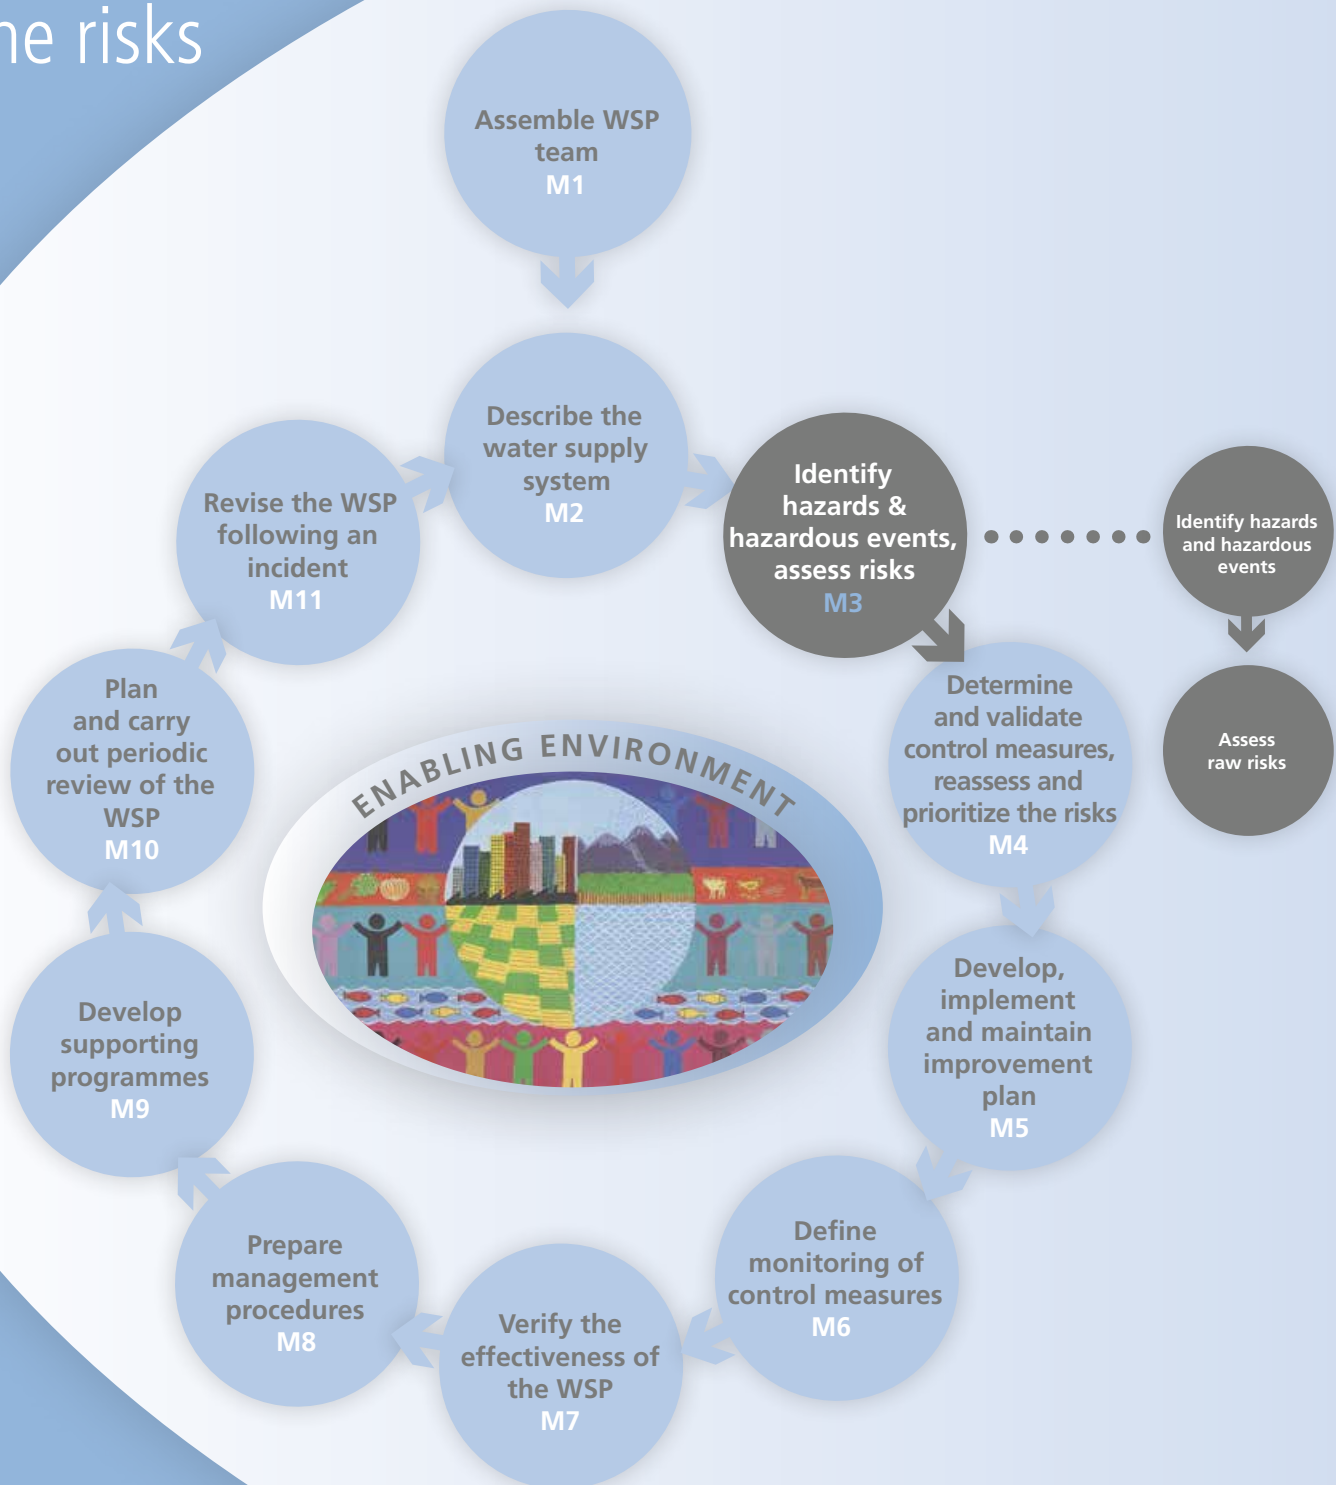 he risks
Assemble WSP
team
M1
Describe the
water supply
system
M2
Identify
hazards &
hazardous events,
assess risks
M3
Identify hazards
and hazardous
events
Assess
raw risks
Determine
and validate
control measures,
reassess and
prioritize the risks
M4
Develop,
implement
and maintain
improvement
plan
M5
Define
monitoring of
control measures
M6
Verify the
effectiveness of
the WSP
M7
Prepare
management
procedures
M8
Develop
supporting
programmes
M9
Plan
and carry
out periodic
review of the
WSP
M10
Revise the WSP
following an
incident
M11
ENABLING ENVIRONMENT